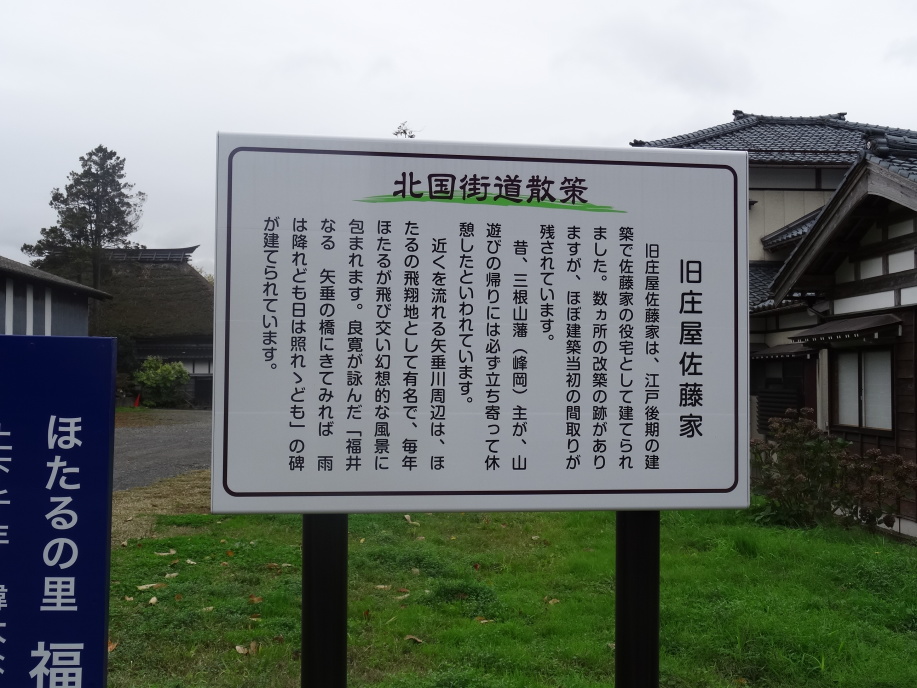 北国街道散策
旧庄屋佐藤家
旧庄屋佐藤家は、江戸後期の建
築で佐藤家の役宅として建てられ
ました。数ヵ所の改築の跡があり
ますが、ほぼ建築当初の間取りが
残されています。
昔、三根山藩（峰岡）主が、山
遊びの帰りには必ず立ち寄って休
憩したといわれています。
近くを流れる矢垂川周辺は、ほ
たるの飛翔地として有名で、毎年
ほたるが飛び交い幻想的な風景に
包まれます。良寛が詠んだ「福井
なる　矢垂の橋にきてみれば　雨
は降れども日は照れゝども」の碑
が建てられています。
ほたるの里　福